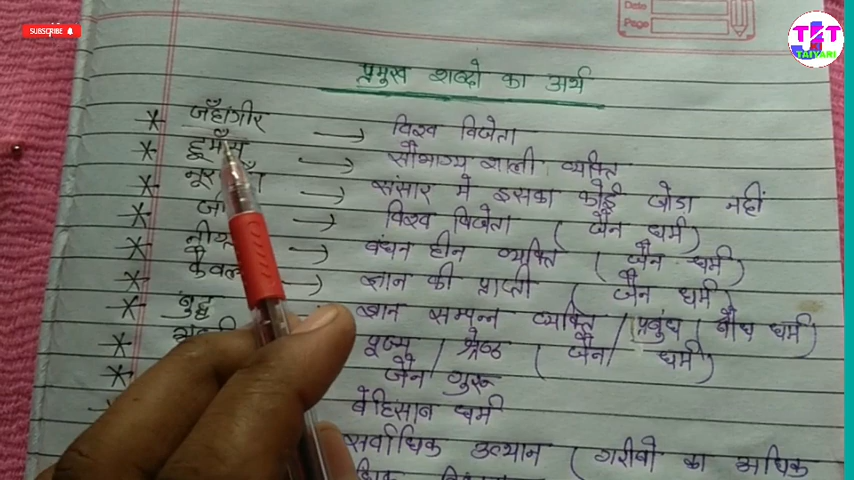 SUBSCRIBE
Date
Page
TET
TAIYARI
प्रमुख शब्दो का अर्थ
* जहाँगीर → विश्व विजेता
* → सौभाग्य शाली व्यक्ति
* → संसार में इसका कोई जोडा नहीं
* → विश्व विजेता (जैन धर्म)
* → बंधन हीन व्यक्ति (जैन धर्म)
* → ज्ञान की प्राप्ती (जैन धर्म)
* बुद्ध ज्ञान सम्पन्न व्यक्ति / प्रबुंध (बौध धर्म)
* पूज्य / श्रेष्ठ (जैन धर्म)
* जैन गुरू
बेहिसान धर्म
सर्वाधिक उत्थान (गरीबो का अधिक